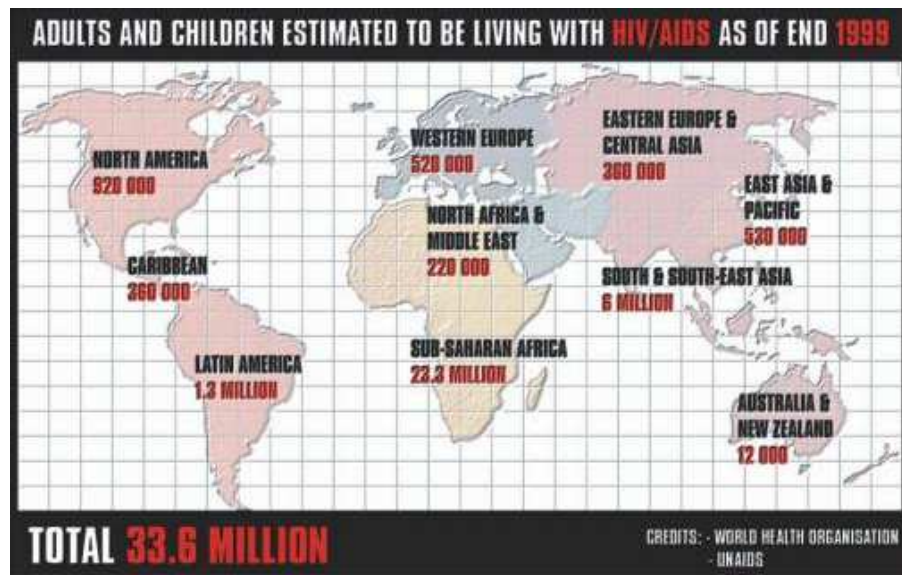 ADULTS AND CHILDREN ESTIMATED TO BE LIVING WITH HIV/AIDS AS OF END 1999
NORTH AMERICA
920 000
CARIBBEAN
360 000
LATIN AMERICA
1.3 MILLION
WESTERN EUROPE
520 000
NORTH AFRICA &
MIDDLE EAST
220 000
SUB-SAHARAN AFRICA
23.3 MILLION
EASTERN EUROPE &
CENTRAL ASIA
360 000
EAST ASIA &
PACIFIC
530 000
SOUTH & SOUTH-EAST ASIA
6 MILLION
AUSTRALIA &
NEW ZEALAND
12 000
TOTAL 33.6 MILLION
CREDITS: - WORLD HEALTH ORGANISATION
- UNAIDS